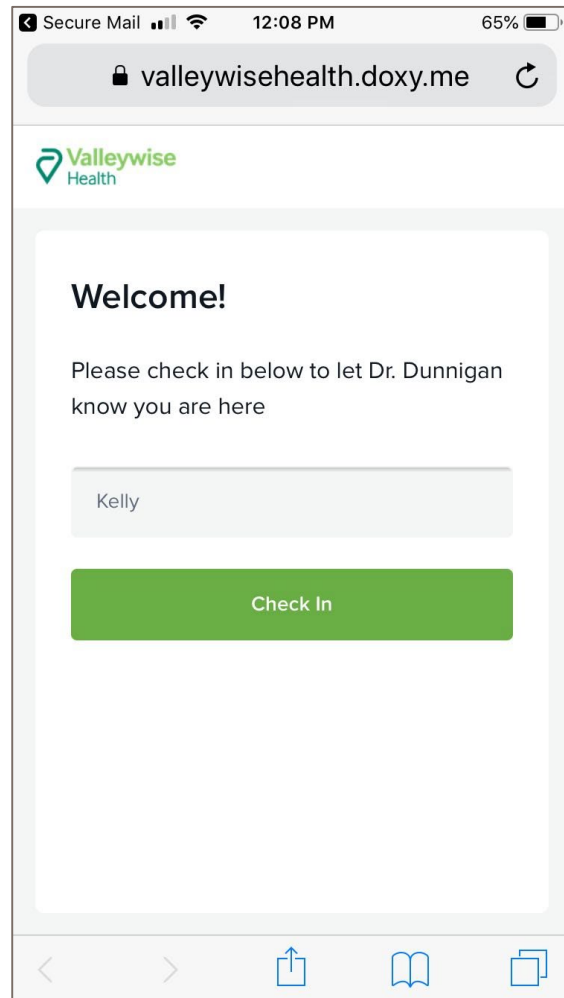 Secure Mail 12:08 PM 65%
valleywisehealth.doxy.me
Valleywise
Health
Welcome!
Please check in below to let Dr. Dunnigan
know you are here
Kelly
Check In